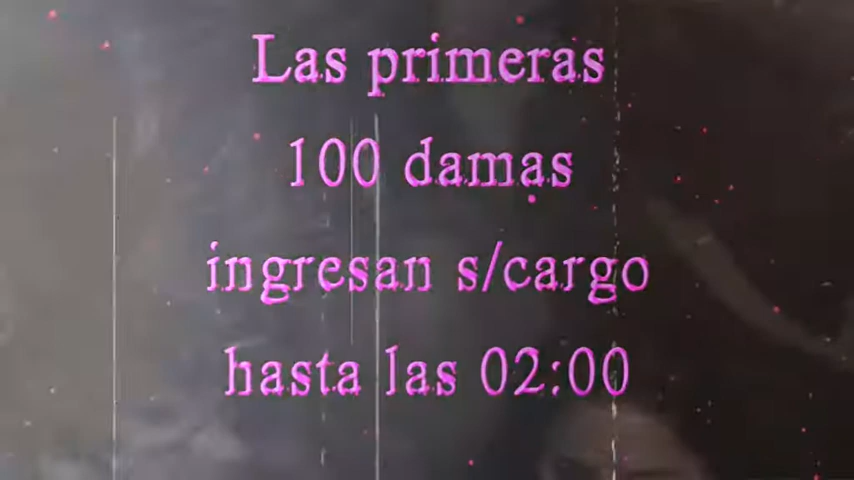 Las primeras
100 damas
ingresan s/cargo
hasta las 02:00